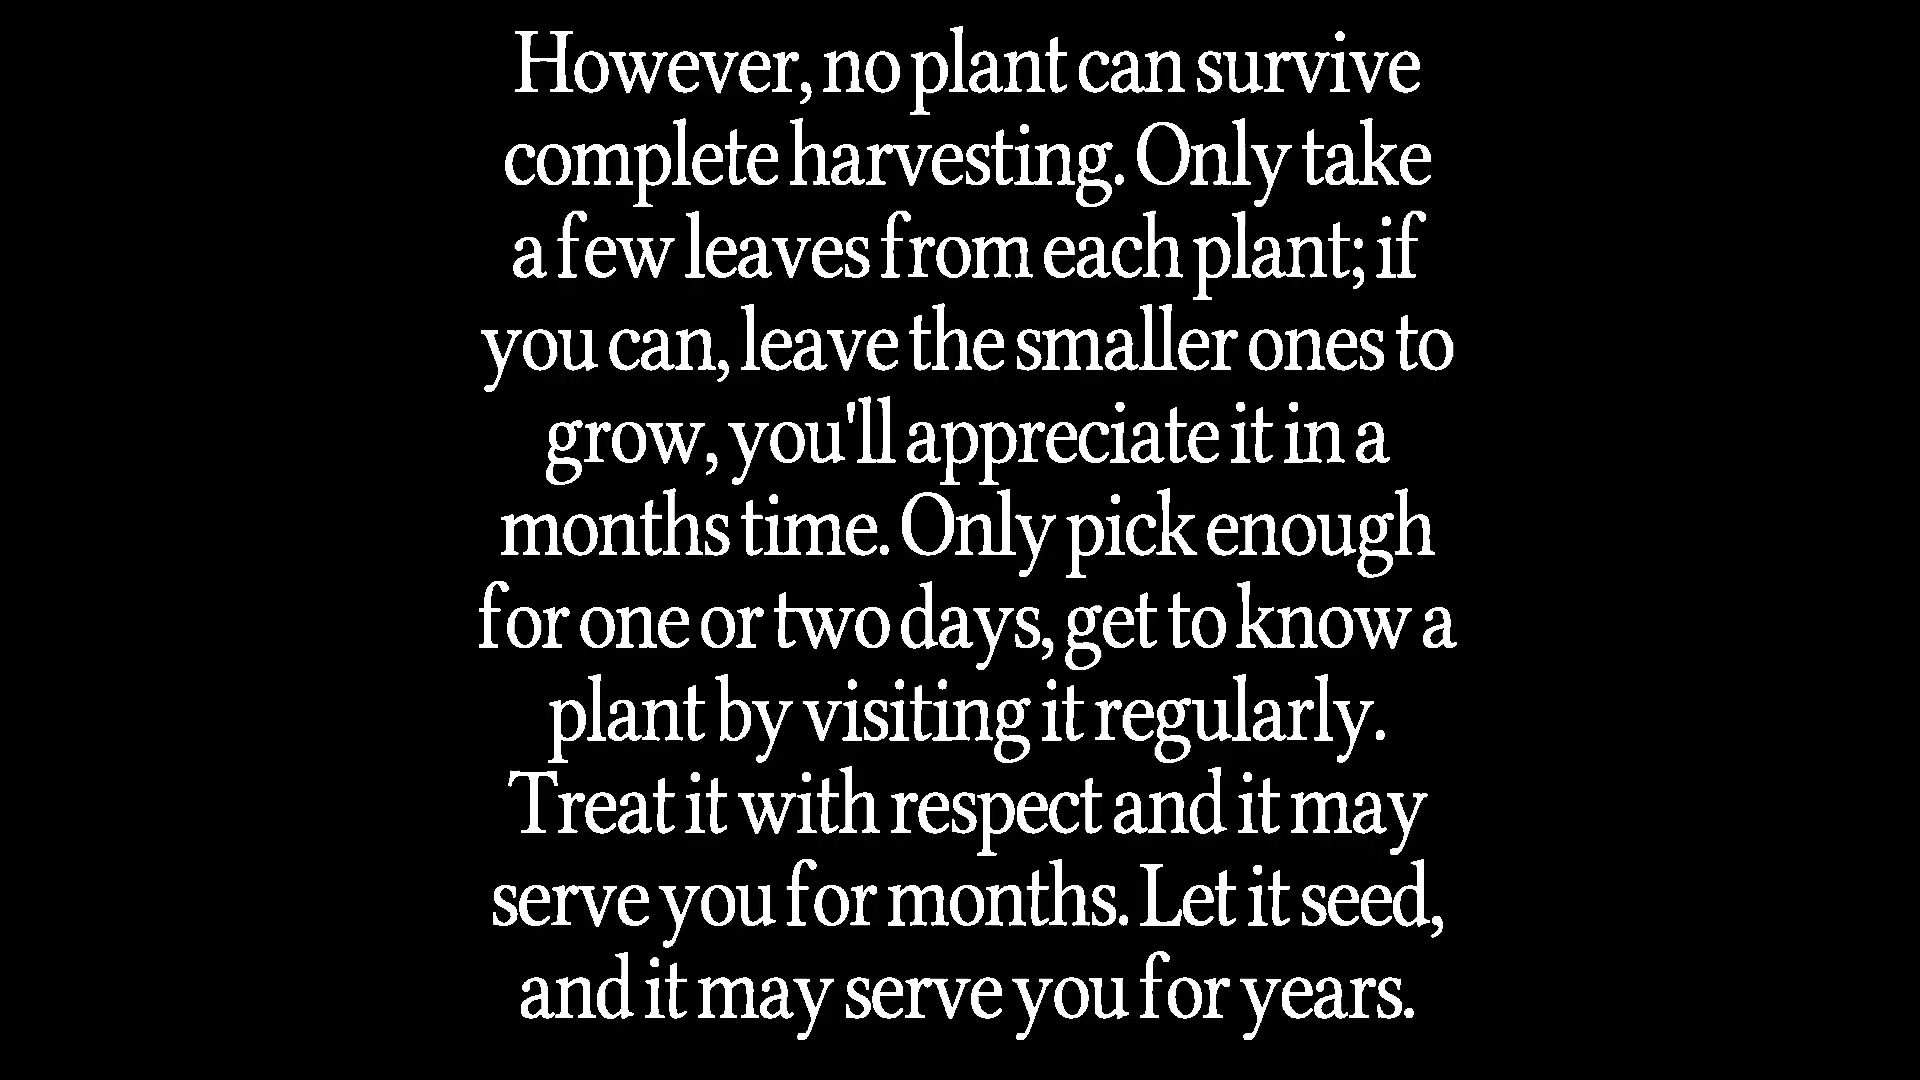 However, no plant can survive
complete harvesting. Only take
a few leaves from each plant; if
you can, leave the smaller ones to
grow, you'll appreciate it in a
months time. Only pick enough
for one or two days, get to know a
plant by visiting it regularly.
Treat it with respect and it may
serve you for months. Let it seed,
and it may serve you for years.